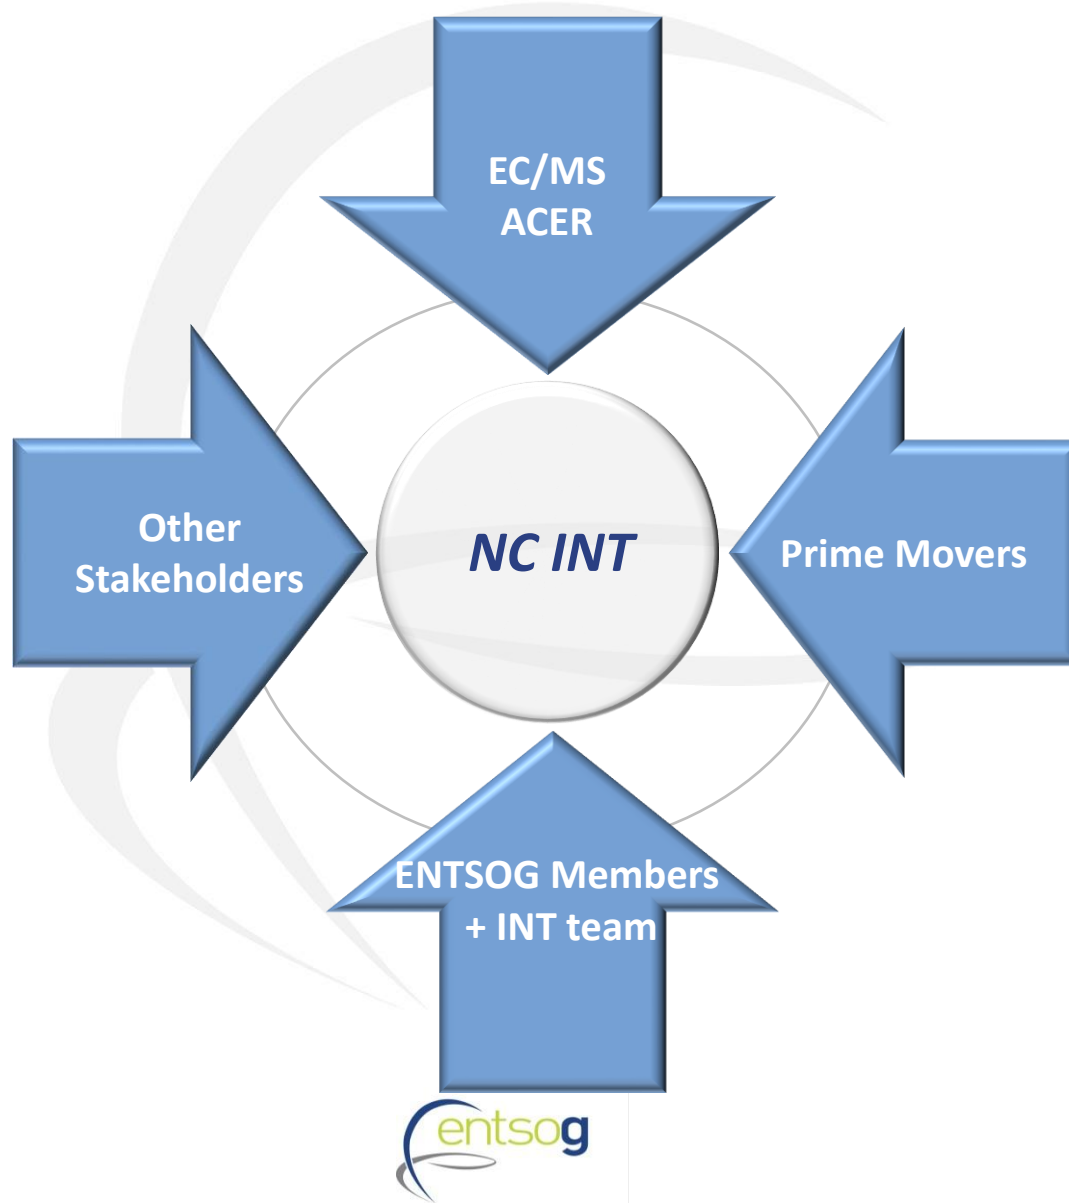 EC/MS
ACER
Other
Stakeholders
NC INT
Prime Movers
ENTSOG Members
+ INT team
entsog